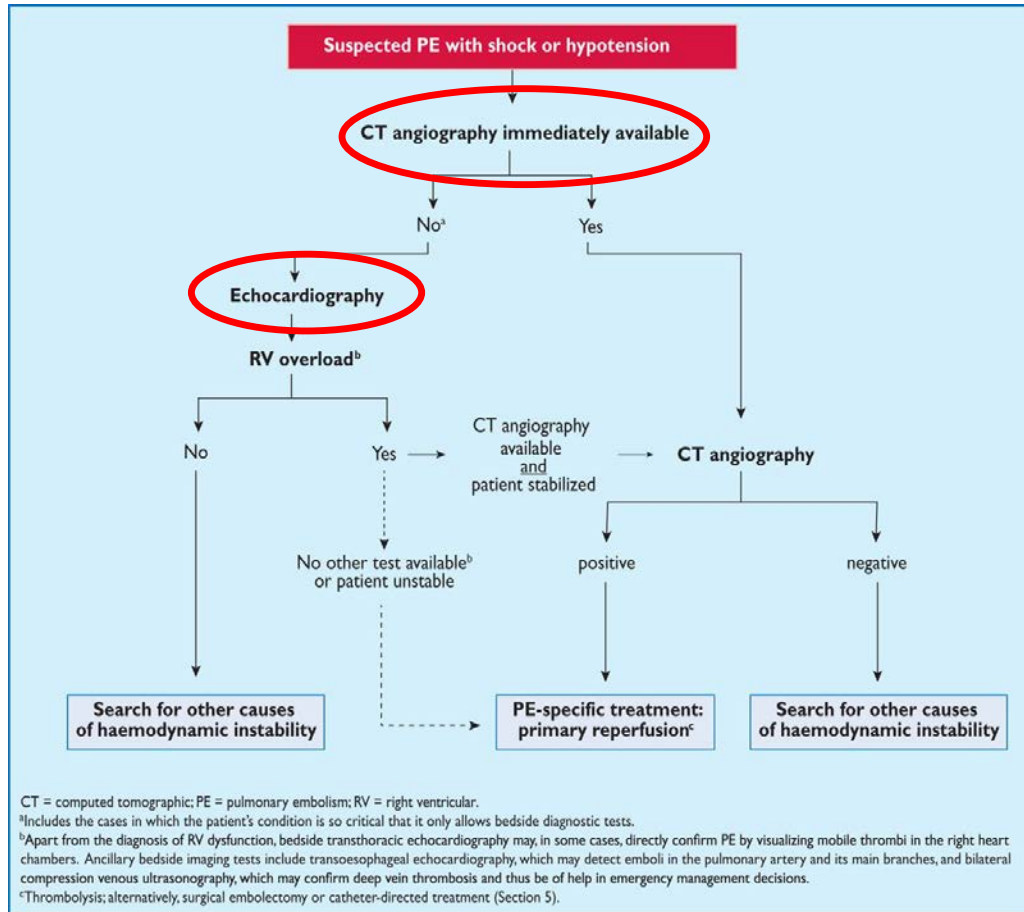 Suspected PE with shock or hypotension
CT angiography immediately available
Noᵃ
Yes
Echocardiography
RV overloadᵇ
No
Yes
CT angiography
available
and
patient stabilized
CT angiography
No other test availableᵇ
or patient unstable
positive
negative
Search for other causes
of haemodynamic instability
PE-specific treatment:
primary reperfusionᶜ
Search for other causes
of haemodynamic instability
CT = computed tomographic; PE = pulmonary embolism; RV = right ventricular.
ᵃIncludes the cases in which the patient's condition is so critical that it only allows bedside diagnostic tests.
ᵇApart from the diagnosis of RV dysfunction, bedside transthoracic echocardiography may, in some cases, directly confirm PE by visualizing mobile thrombi in the right heart
chambers. Ancillary bedside imaging tests include transoesophageal echocardiography, which may detect emboli in the pulmonary artery and its main branches, and bilateral
compression venous ultrasonography, which may confirm deep vein thrombosis and thus be of help in emergency management decisions.
ᶜThrombolysis; alternatively, surgical embolectomy or catheter-directed treatment (Section 5).